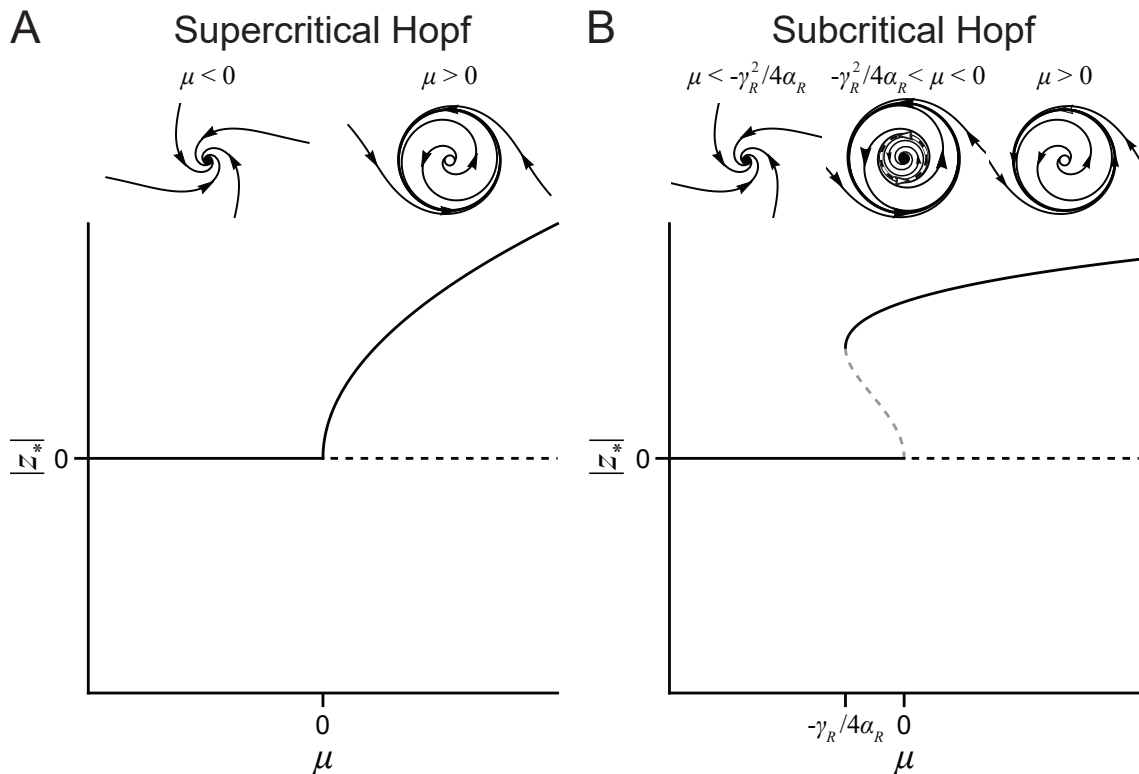 A Supercritical Hopf
μ < 0 μ > 0
|z*| 0
0
μ
B Subcritical Hopf
μ < -γ_R^2/4α_R -γ_R^2/4α_R < μ < 0 μ > 0
|z*| 0
-γ_R/4α_R 0
μ